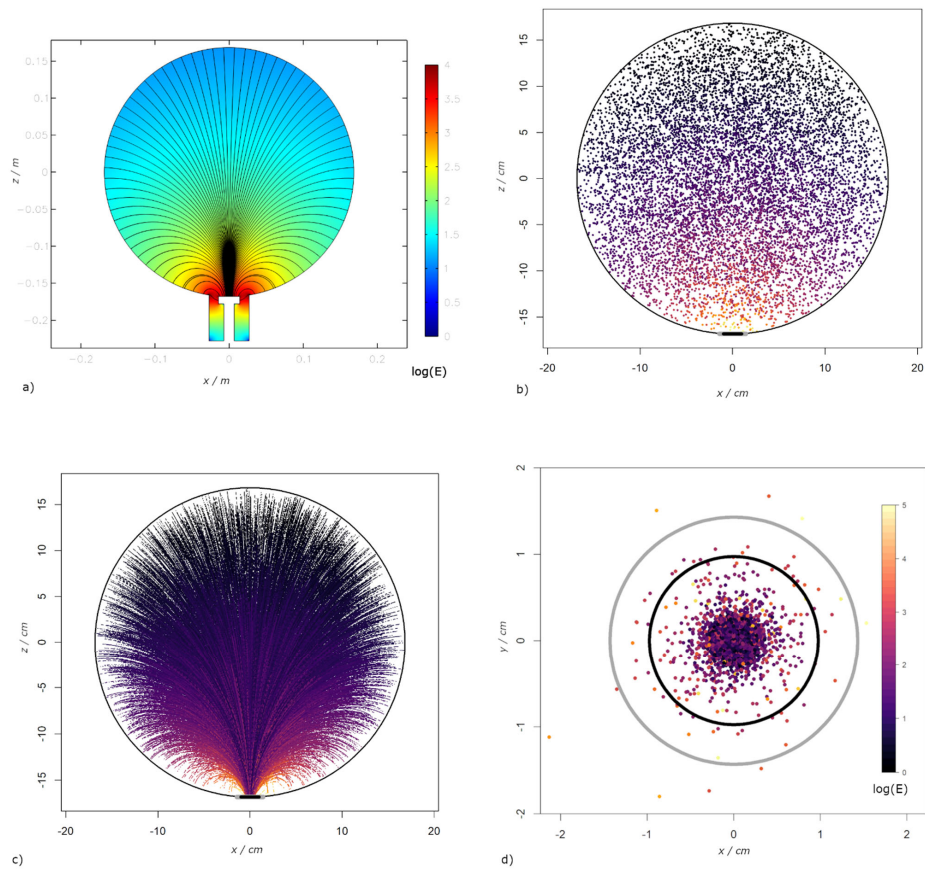 0.15
0.1
0.05
0
−0.05
−0.1
−0.15
−0.2
z / m
−0.2 −0.1 0 0.1 0.2
x / m
4
3.5
3
2.5
2
1.5
1
0.5
0
log(E)
a)
15
10
5
0
-5
-10
-15
z / cm
-20 -10 0 10 20
x / cm
b)
15
10
5
0
-5
-10
-15
z / cm
-20 -10 0 10 20
x / cm
c)
2
1
0
-1
-2
y / cm
-2 -1 0 1 2
x / cm
5
4
3
2
1
0
log(E)
d)